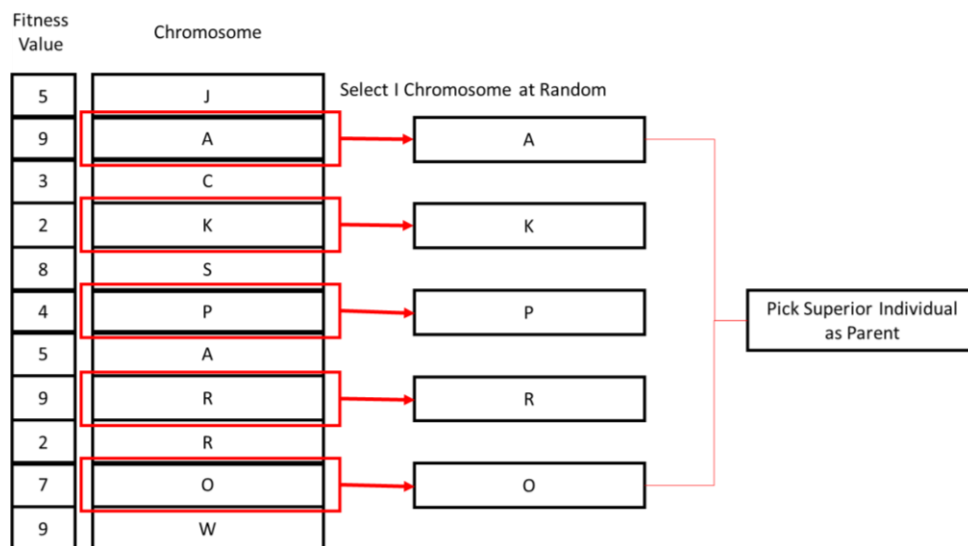 Fitness
Value
Chromosome
Select I Chromosome at Random
5 J
9 A A
3 C
2 K K
8 S
4 P P
Pick Superior Individual
as Parent
5 A
9 R R
2 R
7 O O
9 W